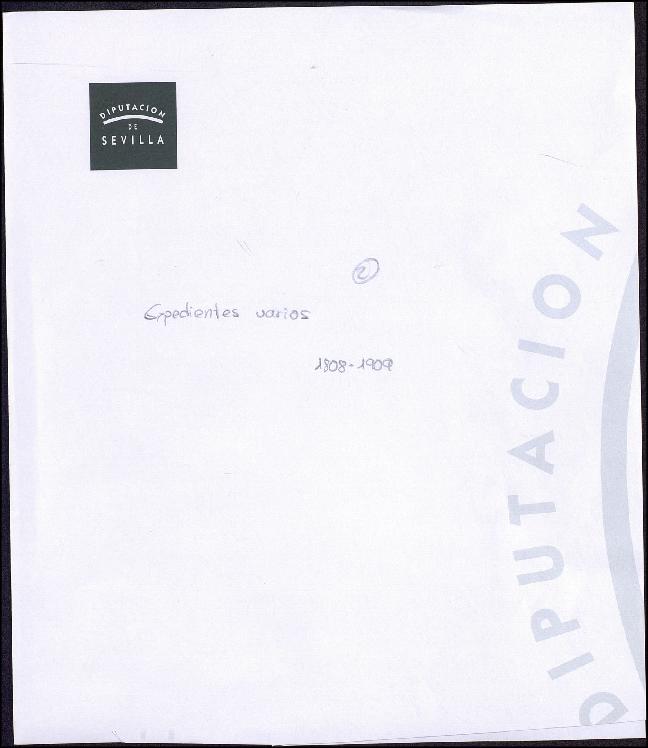 DIPUTACION
DE
SEVILLA
2
Expedientes varios
1808-1909
DIPUTACION